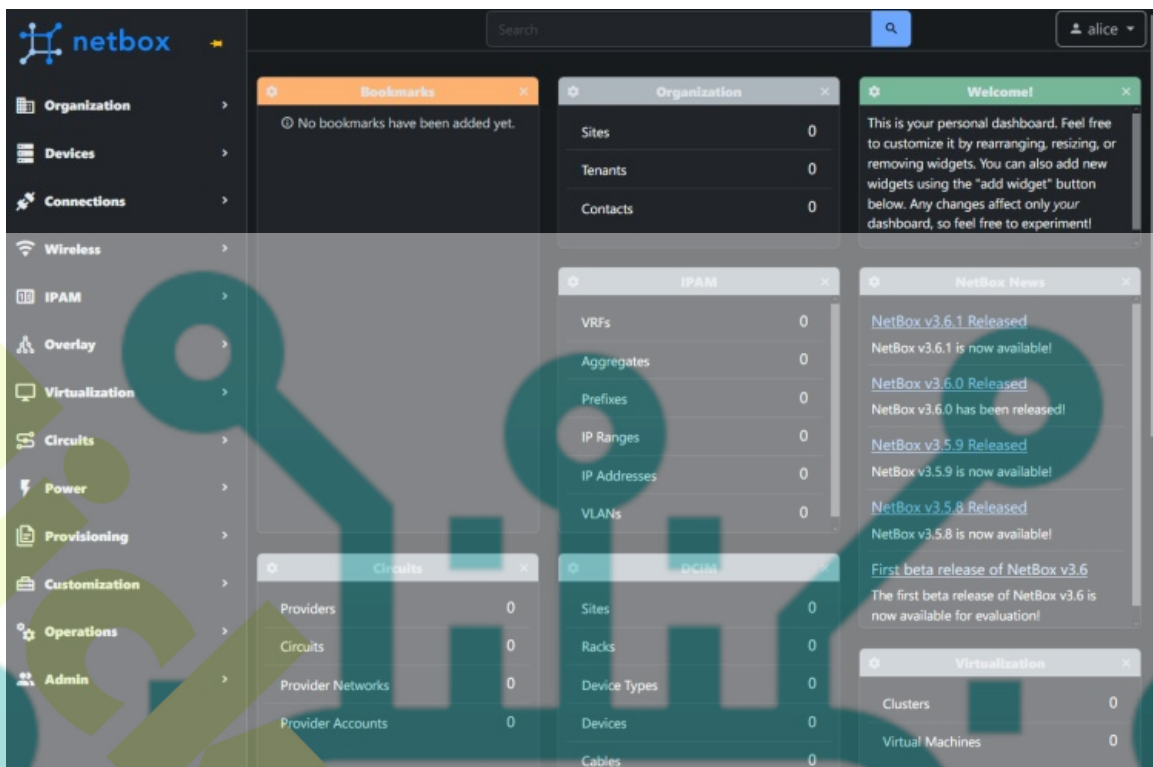 netbox
Search
alice
Organization
Devices
Connections
Wireless
IPAM
Overlay
Virtualization
Circuits
Power
Provisioning
Customization
Operations
Admin
Bookmarks
No bookmarks have been added yet.
Organization
Sites 0
Tenants 0
Contacts 0
Welcome!
This is your personal dashboard. Feel free
to customize it by rearranging, resizing, or
removing widgets. You can also add new
widgets using the "add widget" button
below. Any changes affect only your
dashboard, so feel free to experiment!
IPAM
VRFs 0
Aggregates 0
Prefixes 0
IP Ranges 0
IP Addresses 0
VLANs 0
NetBox News
NetBox v3.6.1 Released
NetBox v3.6.1 is now available!
NetBox v3.6.0 Released
NetBox v3.6.0 has been released!
NetBox v3.5.9 Released
NetBox v3.5.9 is now available!
NetBox v3.5.8 Released
NetBox v3.5.8 is now available!
First beta release of NetBox v3.6
The first beta release of NetBox v3.6 is
now available for evaluation!
Circuits
Providers 0
Circuits 0
Provider Networks 0
Provider Accounts 0
DCIM
Sites 0
Racks 0
Device Types 0
Devices 0
Cables 0
Virtualization
Clusters 0
Virtual Machines 0